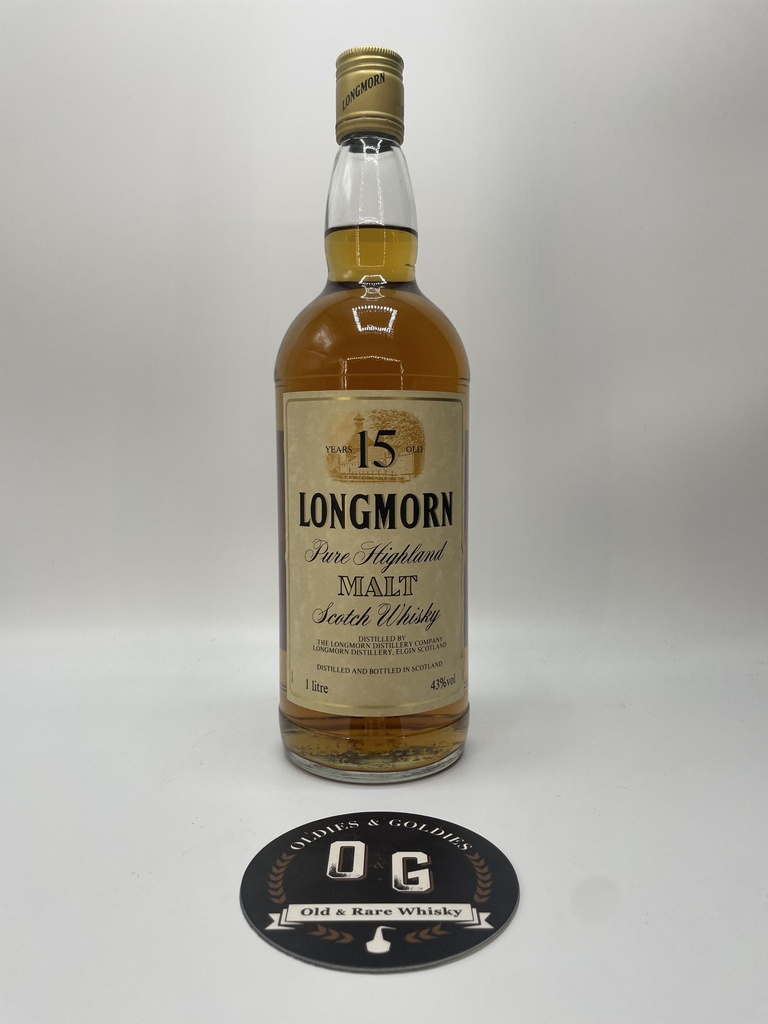 LONGMORN
YEARS 15 OLD
LONGMORN
Pure Highland
MALT
Scotch Whisky
DISTILLED BY
THE LONGMORN DISTILLERY COMPANY
LONGMORN DISTILLERY, ELGIN SCOTLAND
DISTILLED AND BOTTLED IN SCOTLAND
1 litre 43%vol
OLDIES & GOLDIES
O G
Old & Rare Whisky